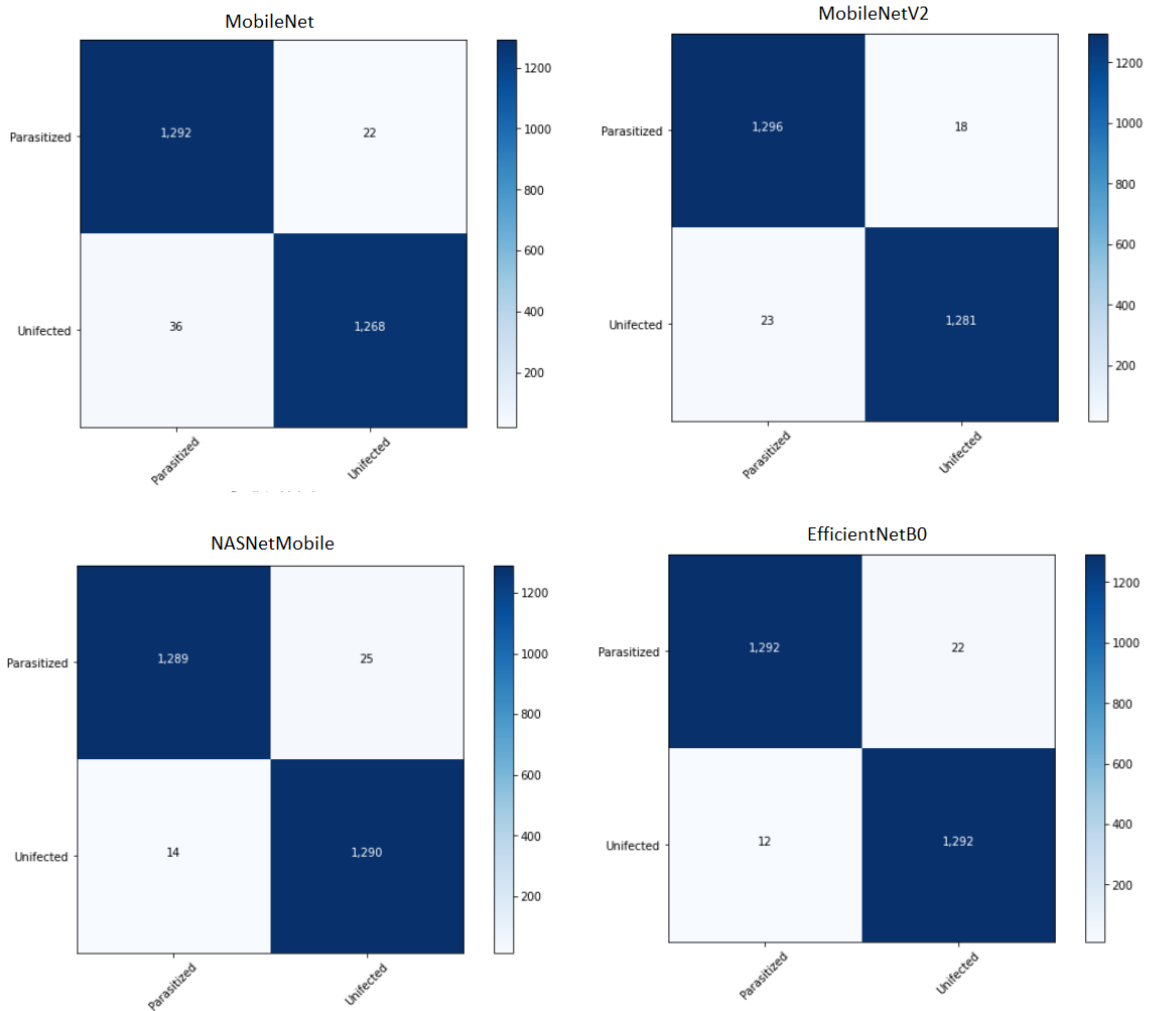 MobileNet
1200
1000
800
600
400
200
Parasitized
1,292
22
Unifected
36
1,268
Parasitized
Unifected
MobileNetV2
1200
1000
800
600
400
200
Parasitized
1,296
18
Unifected
23
1,281
Parasitized
Unifected
NASNetMobile
1200
1000
800
600
400
200
Parasitized
1,289
25
Unifected
14
1,290
Parasitized
Unifected
EfficientNetB0
1200
1000
800
600
400
200
Parasitized
1,292
22
Unifected
12
1,292
Parasitized
Unifected